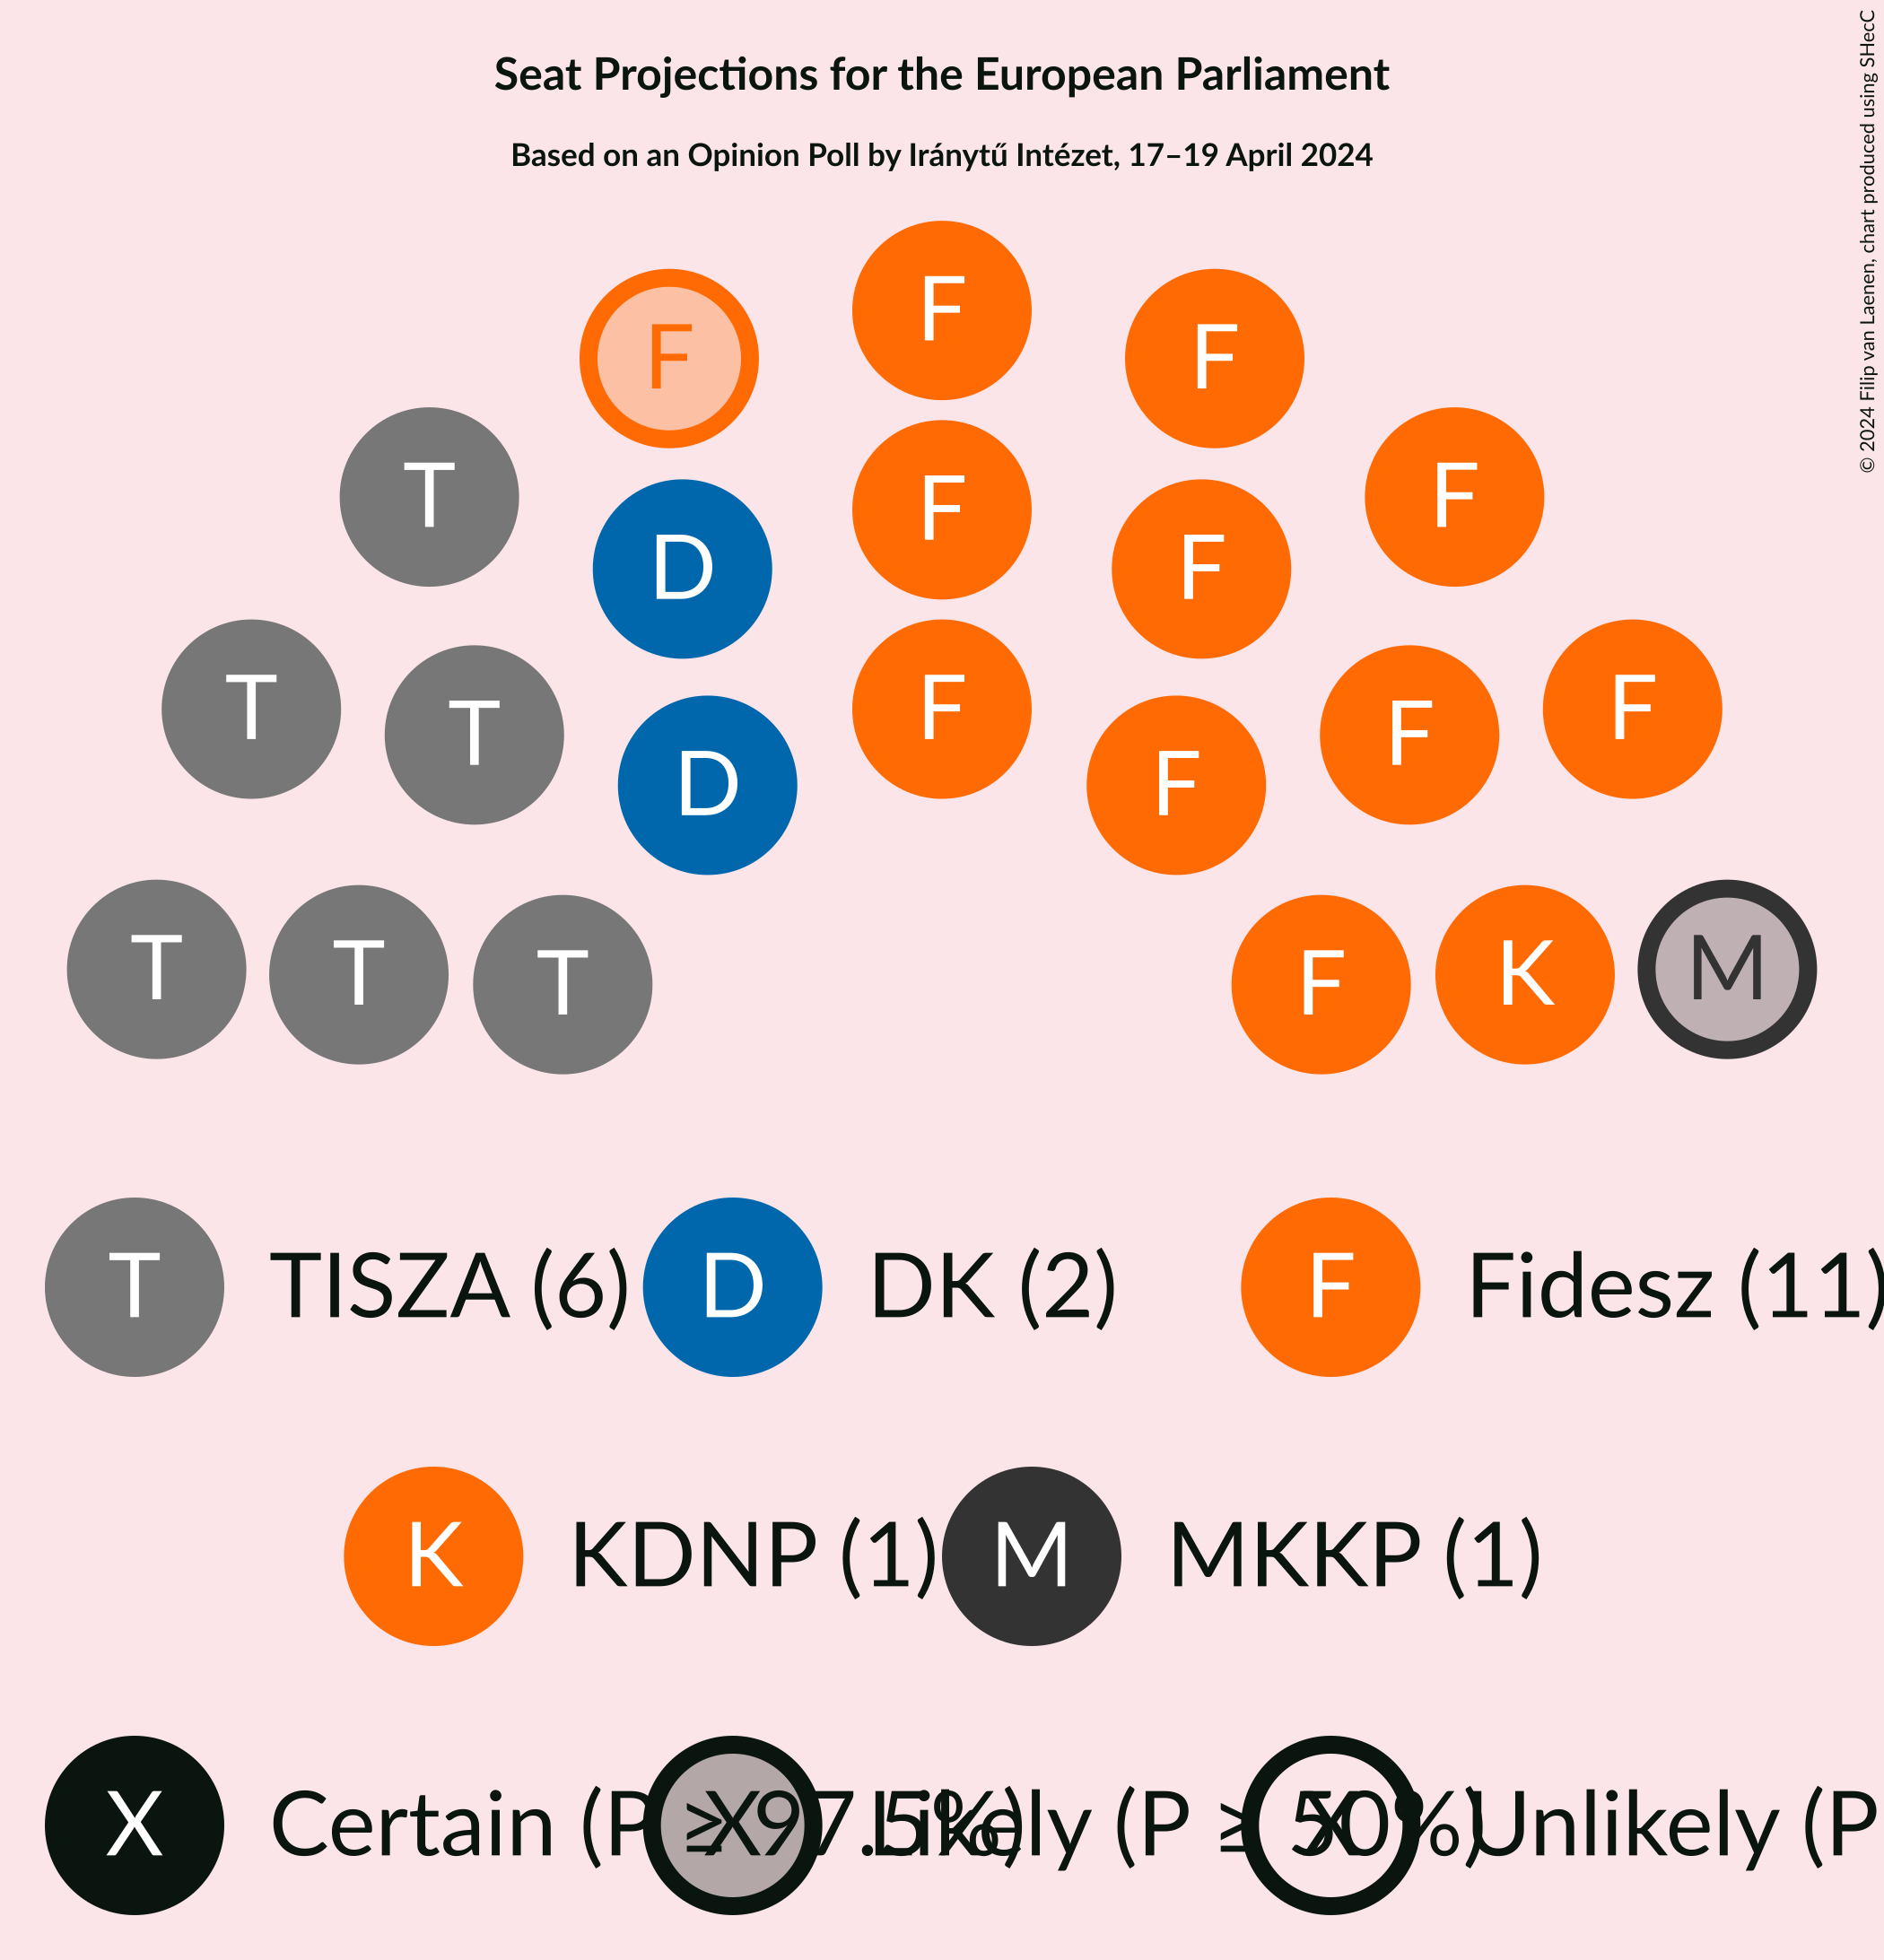 Seat Projections for the European Parliament
Based on an Opinion Poll by Iránytű Intézet, 17–19 April 2024
© 2024 Filip van Laenen, chart produced using SHecC
F
F
F
T
F
D
F
F
T
F
T
F
F
D
F
T
M
T
K
T
F
T TISZA (6) D DK (2) F Fidesz (11)
K KDNP (1) M MKKP (1)
X Certain (P ≥ 97.5%) X Likely (P ≥ 50%) X Unlikely (P